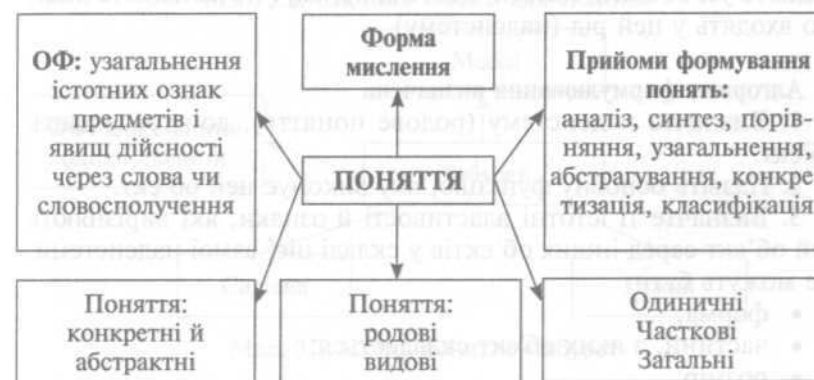 ОФ: узагальнення
істотних ознак
предметів і
явищ дійсності
через слова чи
словосполучення
Форма
мислення
Прийоми формування
понять:
аналіз, синтез, порів-
няння, узагальнення,
абстрагування, конкре
тизація, класифікація
ПОНЯТТЯ
Поняття:
конкретні й
абстрактні
Поняття:
родові
видові
Одиничні
Часткові
Загальні